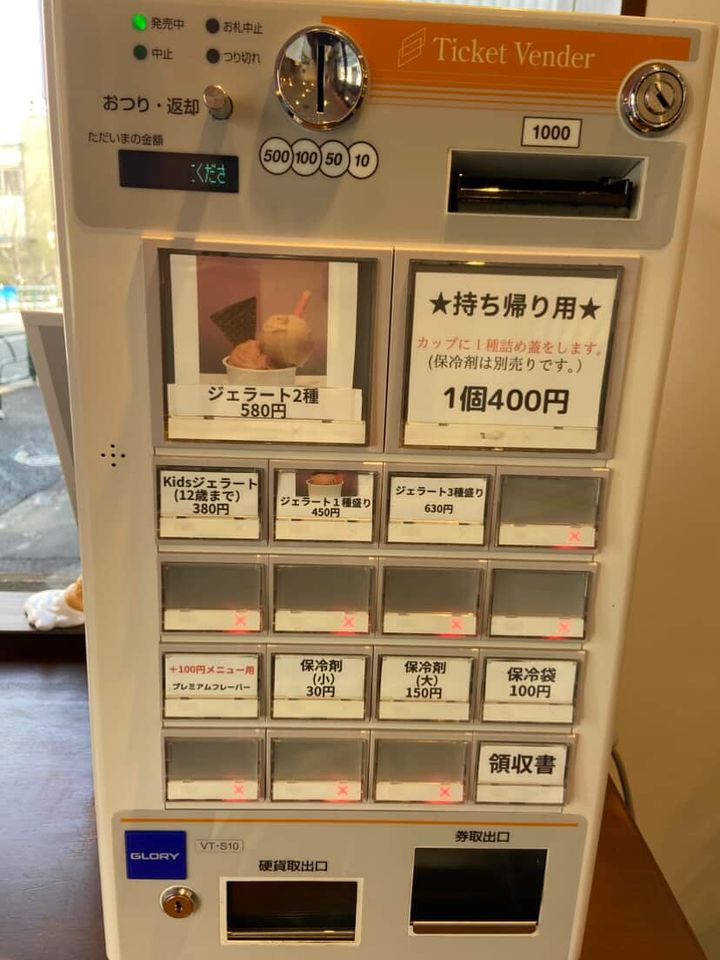 発売中
お札中止
中止
つり切れ
Ticket Vender
おつり・返却
ただいまの金額
くださ
500 100 50 10
1000
ジェラート2種
580円
★持ち帰り用★
カップに1種詰め蓋をします。
(保冷剤は別売りです。)
1個400円
Kidsジェラート
(12歳まで)
380円
ジェラート1種盛り
450円
ジェラート3種盛り
630円
+100円メニュー用
プレミアムフレーバー
保冷剤
(小)
30円
保冷剤
(大)
150円
保冷袋
100円
領収書
GLORY
VT-S10
硬貨取出口
券取出口